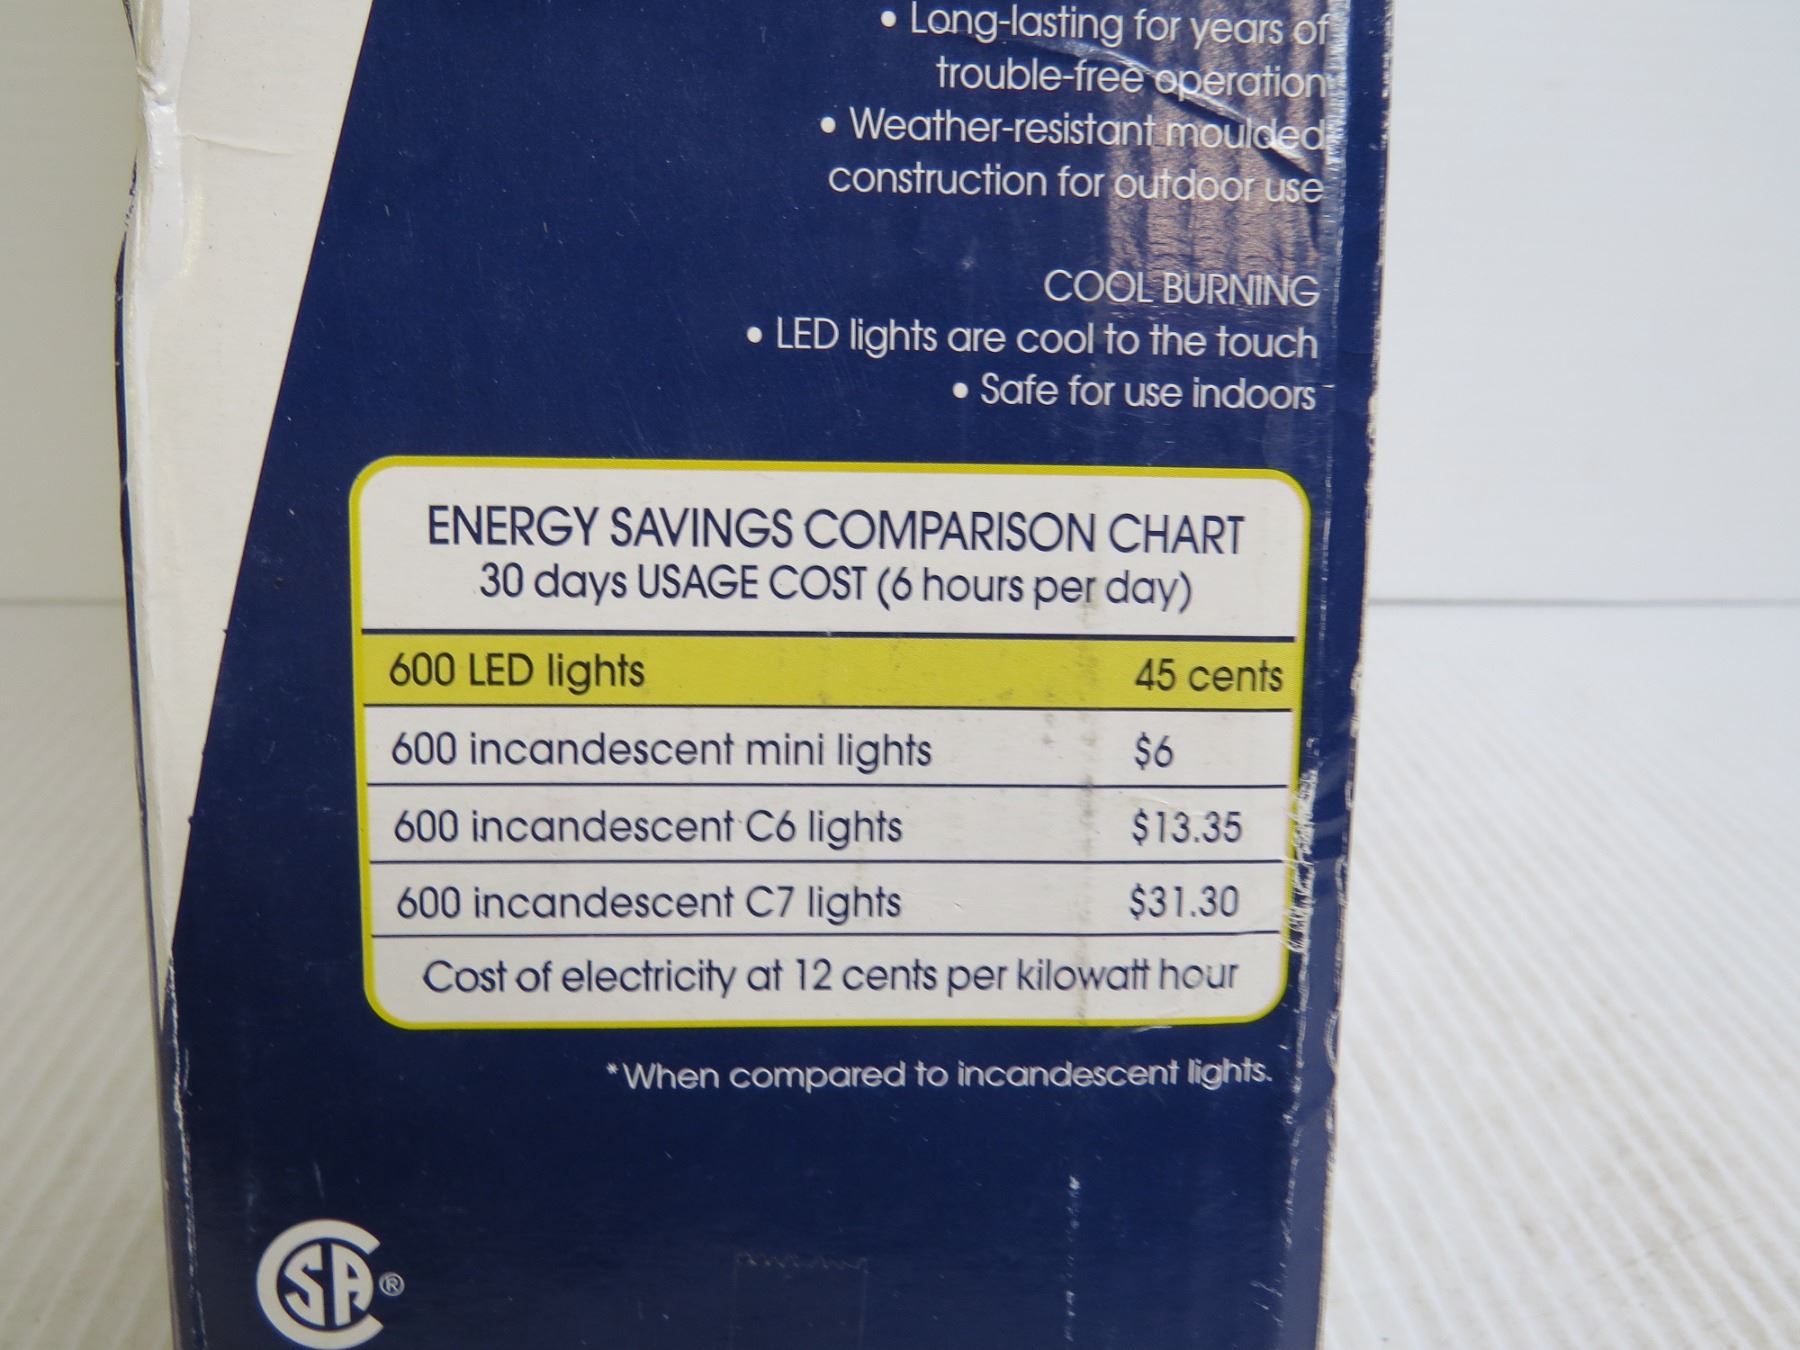 • Long-lasting for years of
trouble-free operation
• Weather-resistant moulded
construction for outdoor use
COOL BURNING
• LED lights are cool to the touch
• Safe for use indoors
ENERGY SAVINGS COMPARISON CHART
30 days USAGE COST (6 hours per day)
600 LED lights 45 cents
600 incandescent mini lights $6
600 incandescent C6 lights $13.35
600 incandescent C7 lights $31.30
Cost of electricity at 12 cents per kilowatt hour
*When compared to incandescent lights.
CSA®